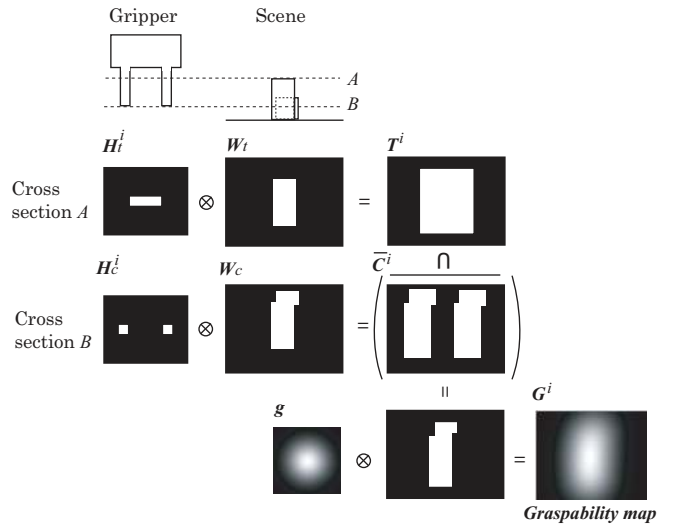 Gripper Scene
A
B
H_t^i W_t T^i
Cross section A
⊗ =
H_c^i W_c C̅^i ∩
Cross section B
⊗ = ( )
=
g G^i
⊗ =
Graspability map